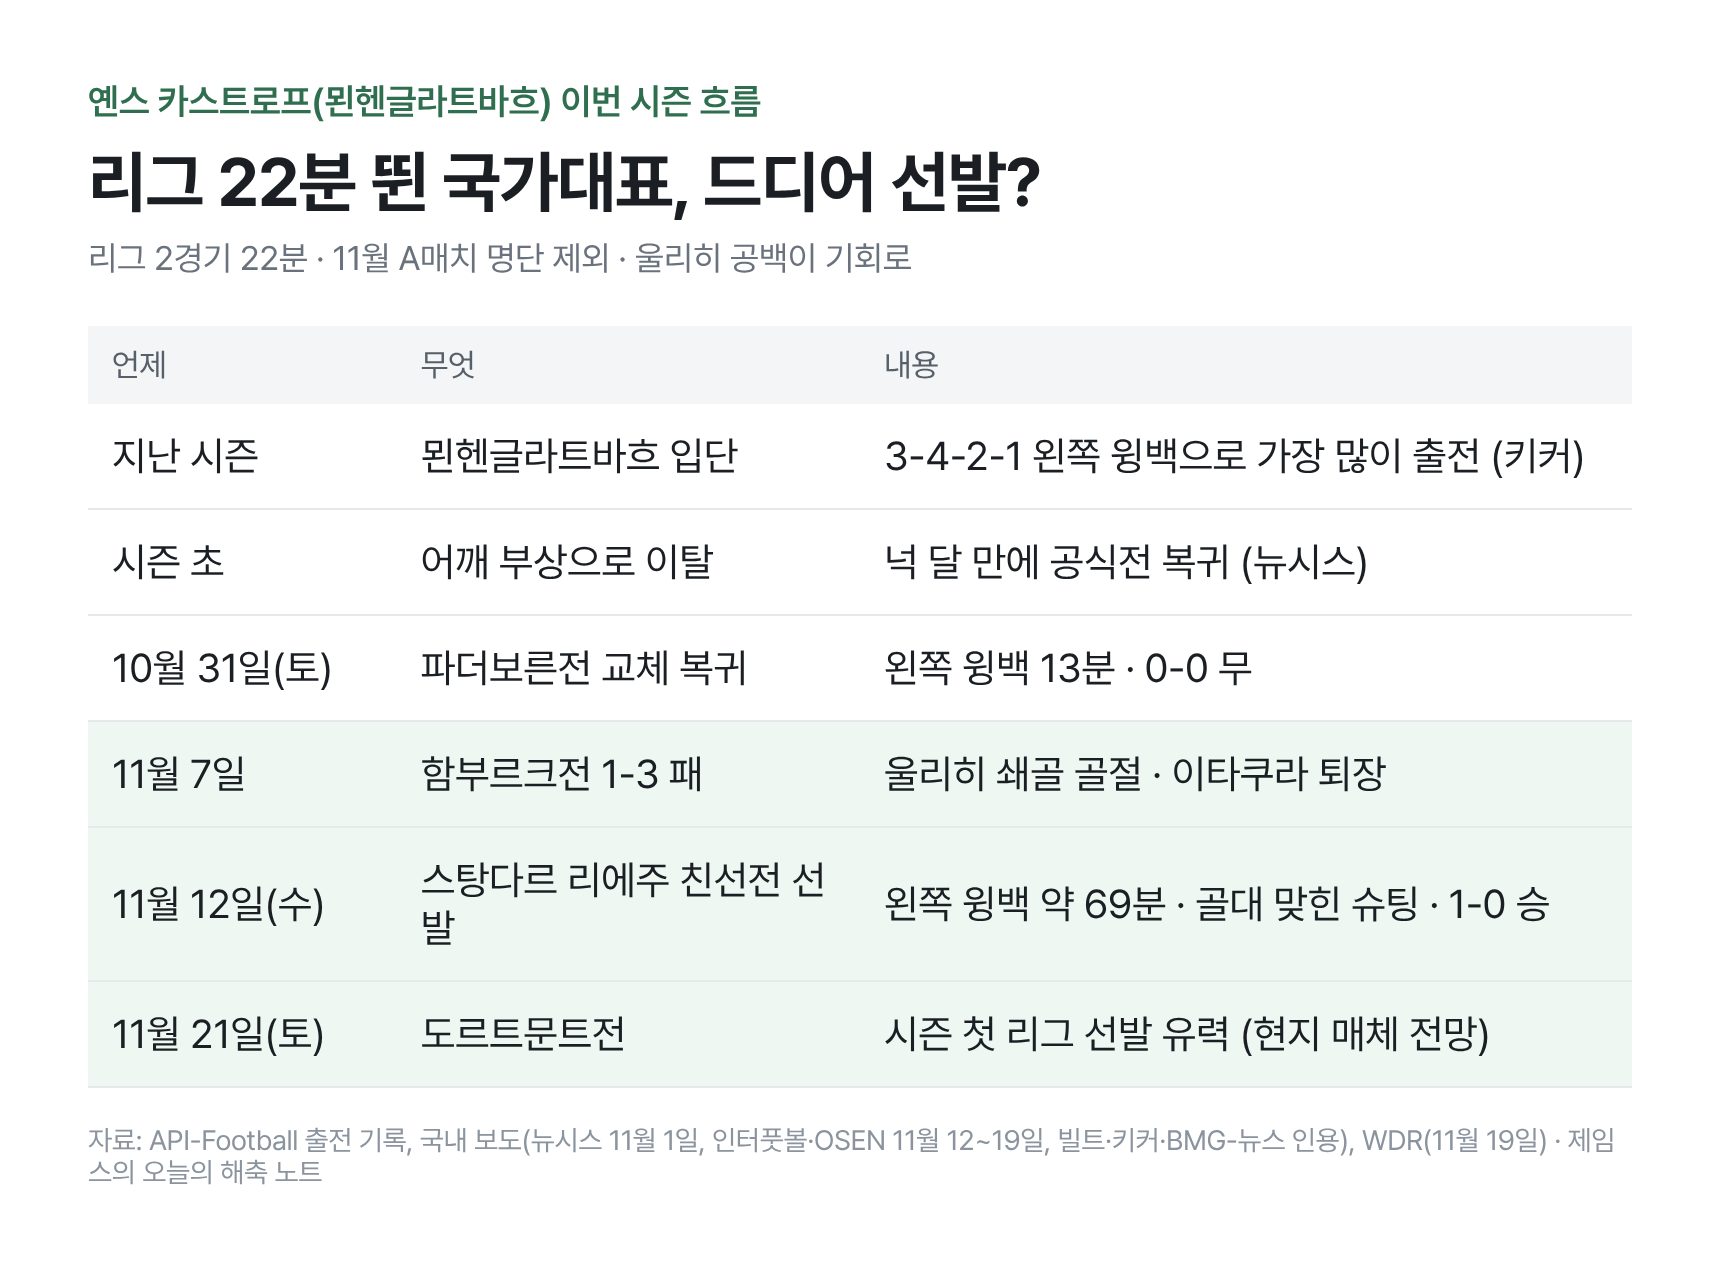 옌스 카스트로프(묀헨글라트바흐) 이번 시즌 흐름
리그 22분 뛴 국가대표, 드디어 선발?
리그 2경기 22분 · 11월 A매치 명단 제외 · 울리히 공백이 기회로
언제 무엇 내용
지난 시즌 묀헨글라트바흐 입단 3-4-2-1 왼쪽 윙백으로 가장 많이 출전 (키커)
시즌 초 어깨 부상으로 이탈 넉 달 만에 공식전 복귀 (뉴시스)
10월 31일(토) 파더보른전 교체 복귀 왼쪽 윙백 13분 · 0-0 무
11월 7일 함부르크전 1-3 패 울리히 쇄골 골절 · 이타쿠라 퇴장
11월 12일(수) 스탕다르 리에주 친선전 선
발 왼쪽 윙백 약 69분 · 골대 맞힌 슈팅 · 1-0 승
11월 21일(토) 도르트문트전 시즌 첫 리그 선발 유력 (현지 매체 전망)
자료: API-Football 출전 기록, 국내 보도(뉴시스 11월 1일, 인터풋볼·OSEN 11월 12~19일, 빌트·키커·BMG-뉴스 인용), WDR(11월 19일) · 제임
스의 오늘의 해축 노트